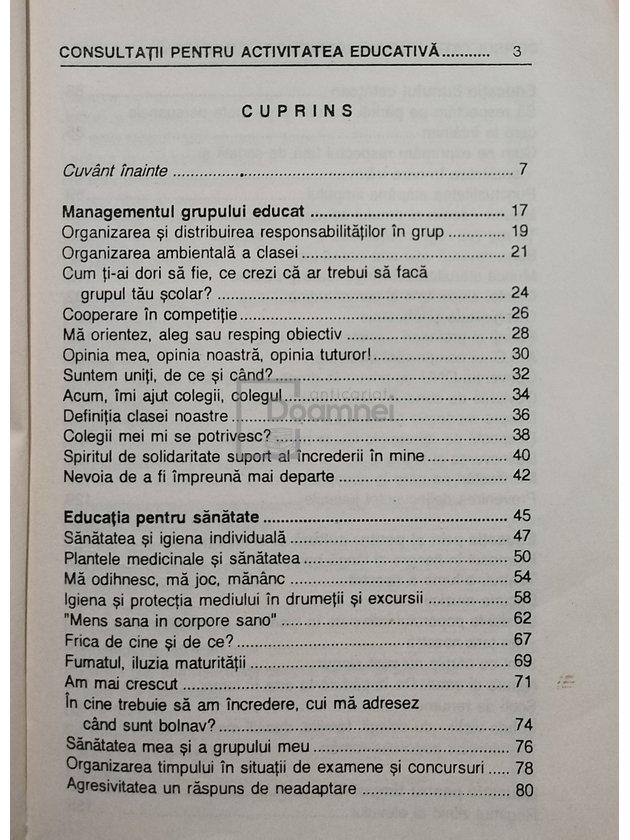 CONSULTAȚII PENTRU ACTIVITATEA EDUCATIVĂ........... 3
CUPRINS
Cuvânt înainte .................................................... 7
Managementul grupului educat ..................................... 17
Organizarea și distribuirea responsabilităților în grup ............ 19
Organizarea ambientală a clasei ....................................... 21
Cum ți-ai dori să fie, ce crezi că ar trebui să facă
grupul tău școlar? ...................................................... 24
Cooperare în competiție.................................................. 26
Mă orientez, aleg sau resping obiectiv ............................... 28
Opinia mea, opinia noastră, opinia tuturor!......................... 30
Suntem uniți, de ce și când?............................................. 32
Acum, îmi ajut colegii, colegul.......................................... 34
Definiția clasei noastre ................................................... 36
Colegii mei mi se potrivesc? ............................................ 38
Spiritul de solidaritate suport al încrederii în mine................ 40
Nevoia de a fi împreună mai departe ................................ 42
Educația pentru sănătate............................................... 45
Sănătatea și igiena individuală.......................................... 47
Plantele medicinale și sănătatea ....................................... 50
Mă odihnesc, mă joc, mănânc .......................................... 54
Igiena și protecția mediului în drumeții și excursii ................ 58
"Mens sana in corpore sano" ............................................ 62
Frica de cine și de ce?..................................................... 67
Fumatul, iluzia maturității ................................................. 69
Am mai crescut ............................................................... 71
În cine trebuie să am încredere, cui mă adresez
când sunt bolnav? ...................................................... 74
Sănătatea mea și a grupului meu ...................................... 76
Organizarea timpului în situații de examene și concursuri ..... 78
Agresivitatea un răspuns de neadaptare ............................ 80
anticariat
Doamnei